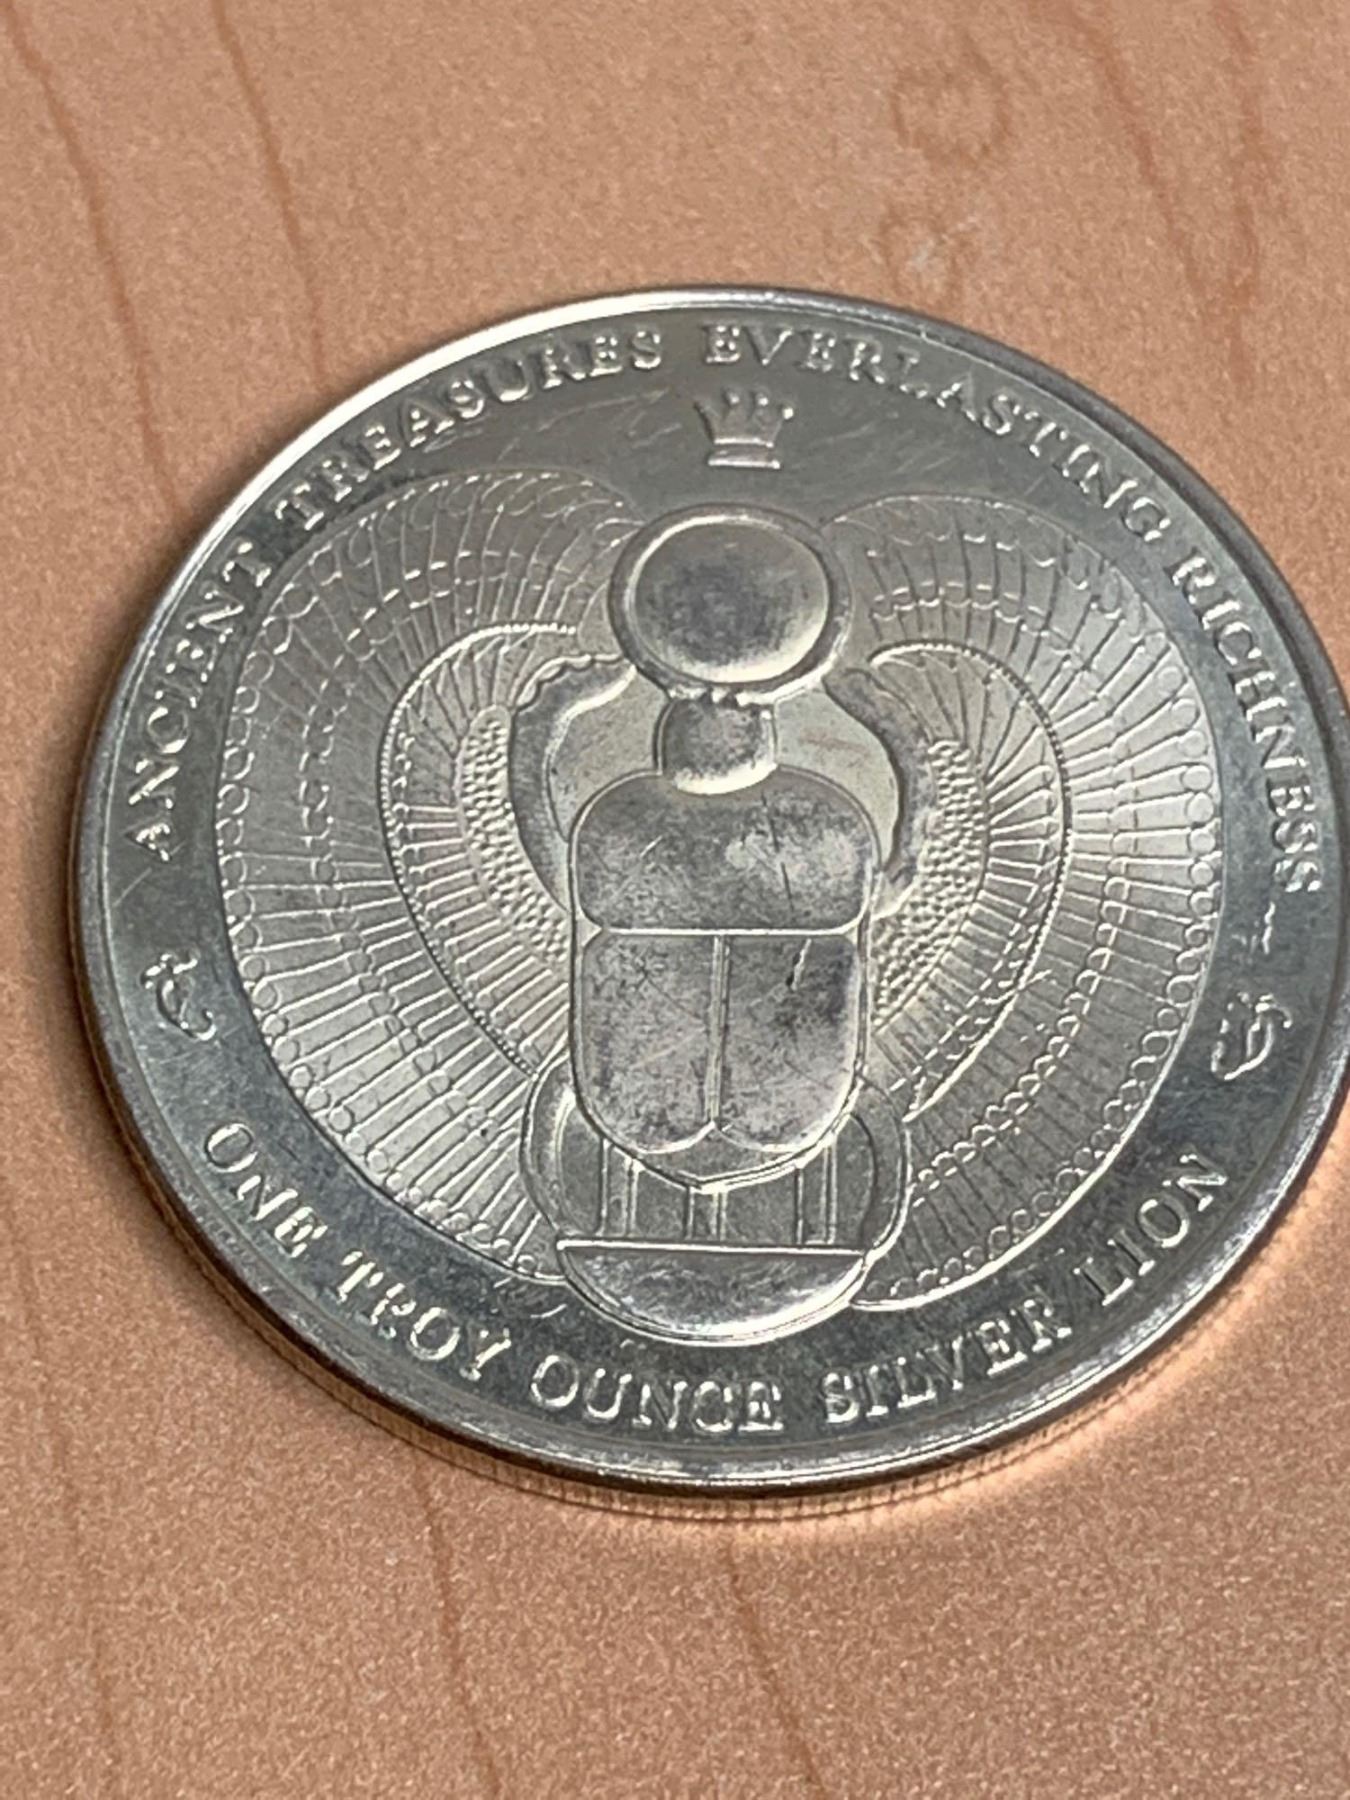 ANCIENT TREASURES EVERLASTING RICHNESS
ONE TROY OUNCE SILVER LION